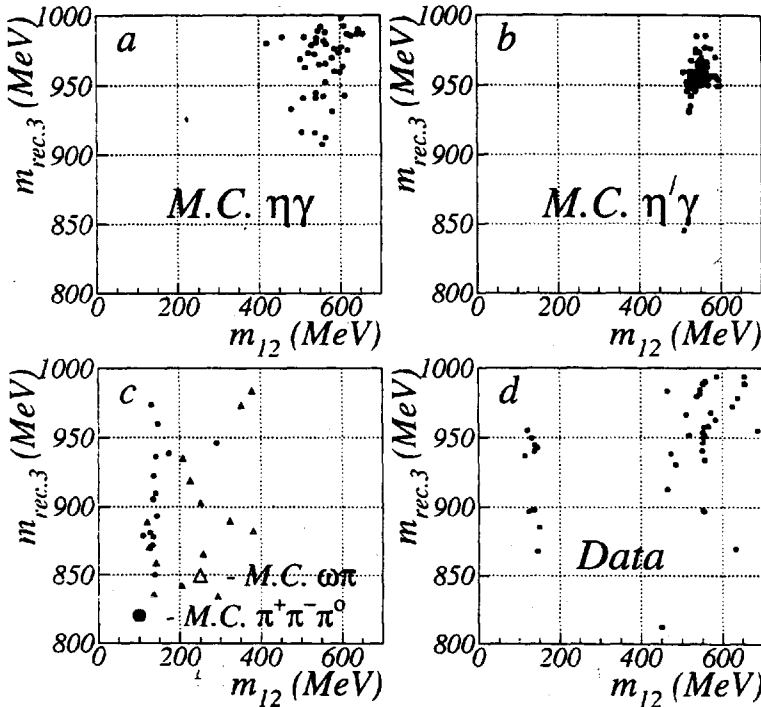 a
m_rec.3 (MeV)
1000
950
900
850
800
M.C. ηγ
0 200 400 600
m_12 (MeV)
b
m_rec.3 (MeV)
1000
950
900
850
800
M.C. η′γ
0 200 400 600
m_12 (MeV)
c
m_rec.3 (MeV)
1000
950
900
850
800
△ - M.C. ωπ
● - M.C. π⁺π⁻π⁰
0 200 400 600
m_12 (MeV)
d
m_rec.3 (MeV)
1000
950
900
850
800
Data
0 200 400 600
m_12 (MeV)